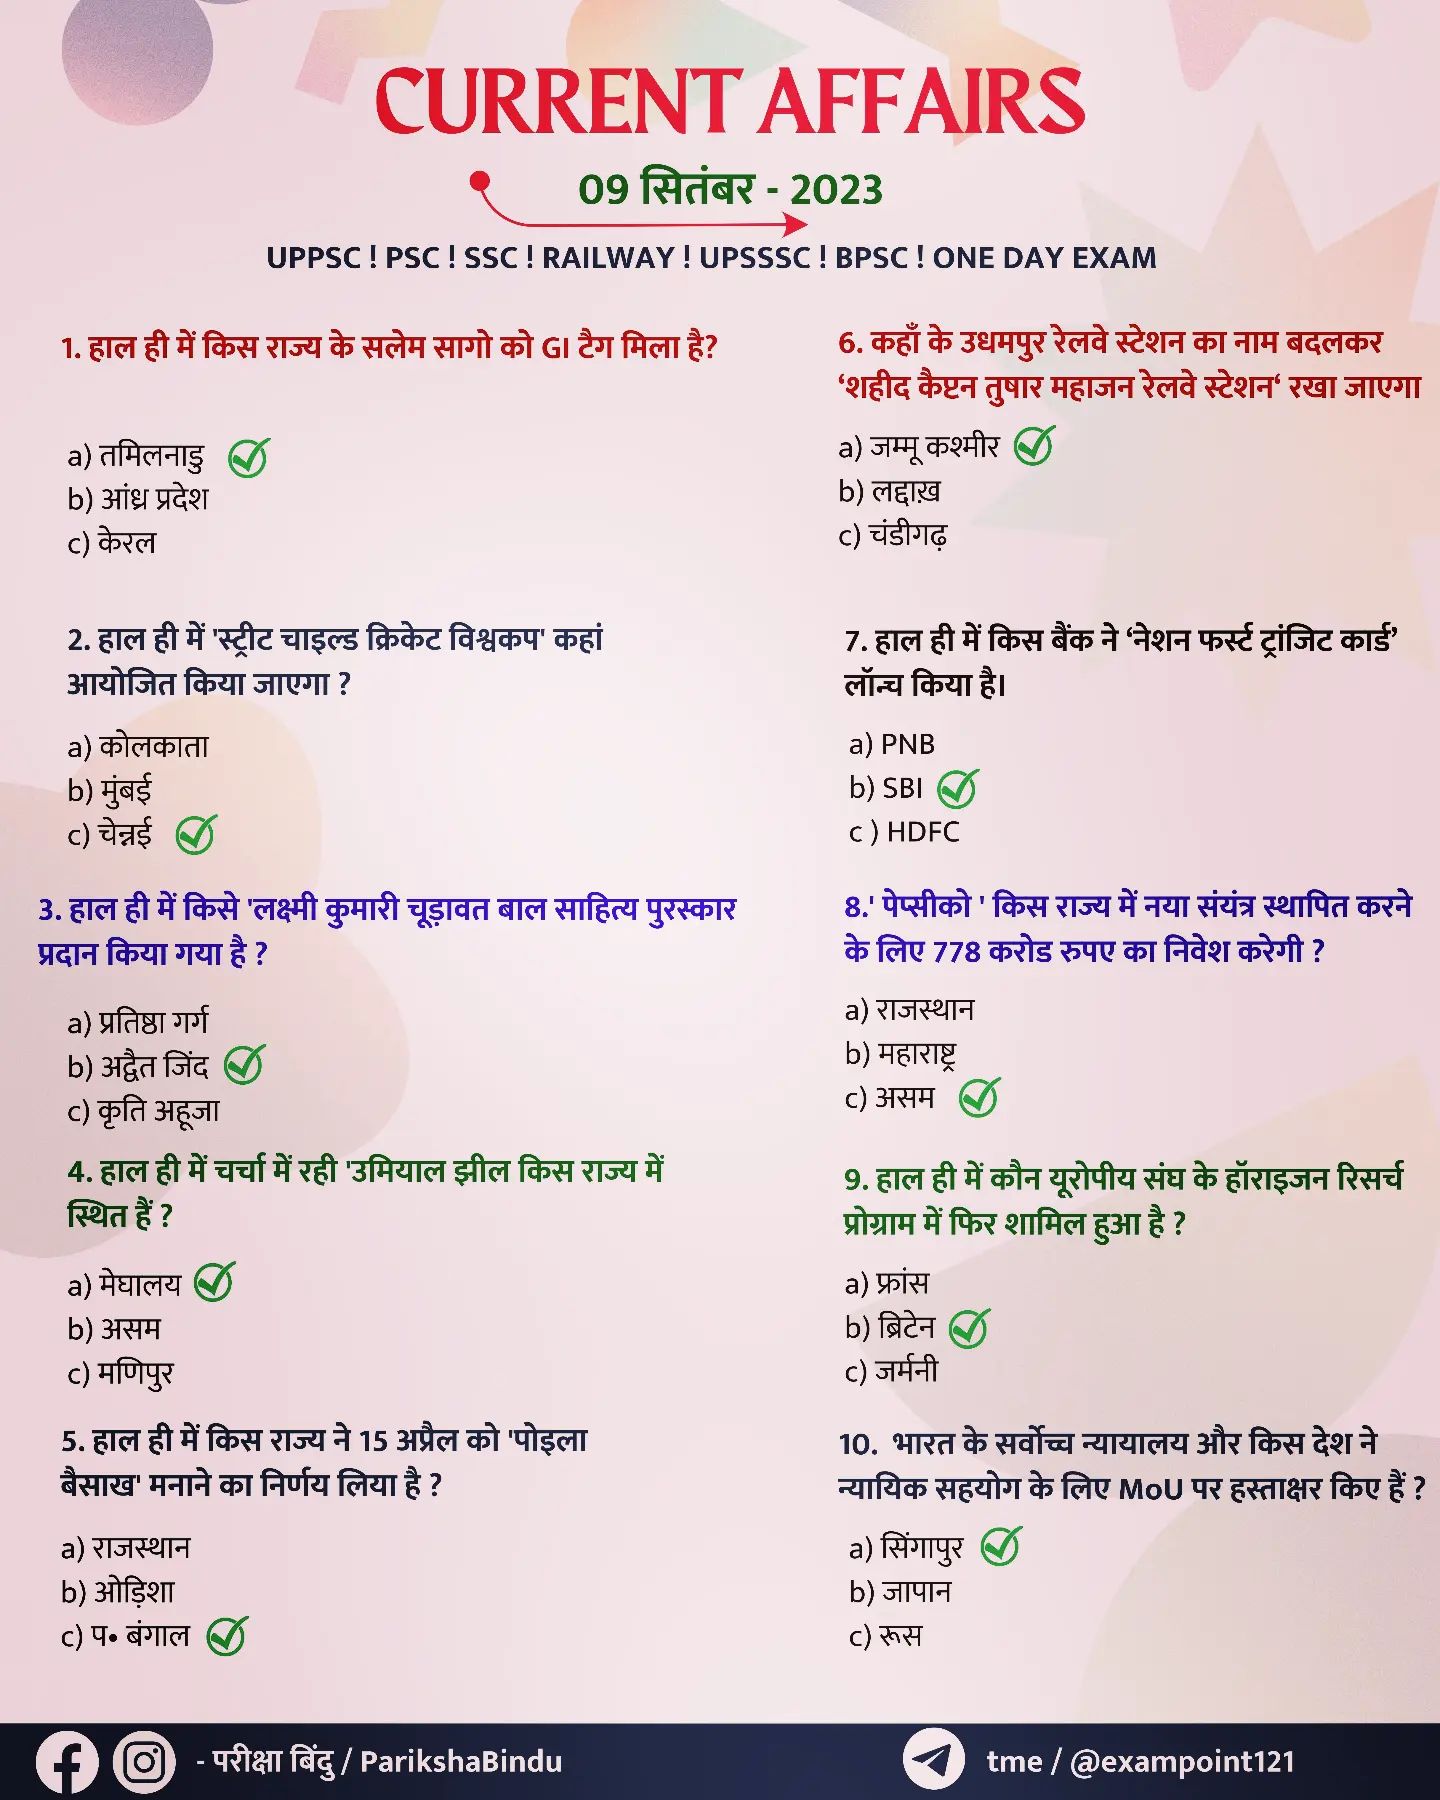 CURRENT AFFAIRS
09 सितंबर - 2023
UPPSC ! PSC ! SSC ! RAILWAY ! UPSSSC ! BPSC ! ONE DAY EXAM
1. हाल ही में किस राज्य के सलेम सागो को GI टैग मिला है?
a) तमिलनाडु
b) आंध्र प्रदेश
c) केरल
2. हाल ही में 'स्ट्रीट चाइल्ड क्रिकेट विश्वकप' कहां
आयोजित किया जाएगा ?
a) कोलकाता
b) मुंबई
c) चेन्नई
3. हाल ही में किसे 'लक्ष्मी कुमारी चूड़ावत बाल साहित्य पुरस्कार
प्रदान किया गया है ?
a) प्रतिष्ठा गर्ग
b) अद्वैत जिंद
c) कृति अहूजा
4. हाल ही में चर्चा में रही 'उमियाल झील किस राज्य में
स्थित हैं ?
a) मेघालय
b) असम
c) मणिपुर
5. हाल ही में किस राज्य ने 15 अप्रैल को 'पोइला
बैसाख' मनाने का निर्णय लिया है ?
a) राजस्थान
b) ओड़िशा
c) प• बंगाल
6. कहाँ के उधमपुर रेलवे स्टेशन का नाम बदलकर
‘शहीद कैप्टन तुषार महाजन रेलवे स्टेशन‘ रखा जाएगा
a) जम्मू कश्मीर
b) लद्दाख़
c) चंडीगढ़
7. हाल ही में किस बैंक ने ‘नेशन फर्स्ट ट्रांजिट कार्ड’
लॉन्च किया है।
a) PNB
b) SBI
c ) HDFC
8.' पेप्सीको ' किस राज्य में नया संयंत्र स्थापित करने
के लिए 778 करोड रुपए का निवेश करेगी ?
a) राजस्थान
b) महाराष्ट्र
c) असम
9. हाल ही में कौन यूरोपीय संघ के हॉराइजन रिसर्च
प्रोग्राम में फिर शामिल हुआ है ?
a) फ्रांस
b) ब्रिटेन
c) जर्मनी
10. भारत के सर्वोच्च न्यायालय और किस देश ने
न्यायिक सहयोग के लिए MoU पर हस्ताक्षर किए हैं ?
a) सिंगापुर
b) जापान
c) रूस
- परीक्षा बिंदु / ParikshaBindu
tme / @exampoint121